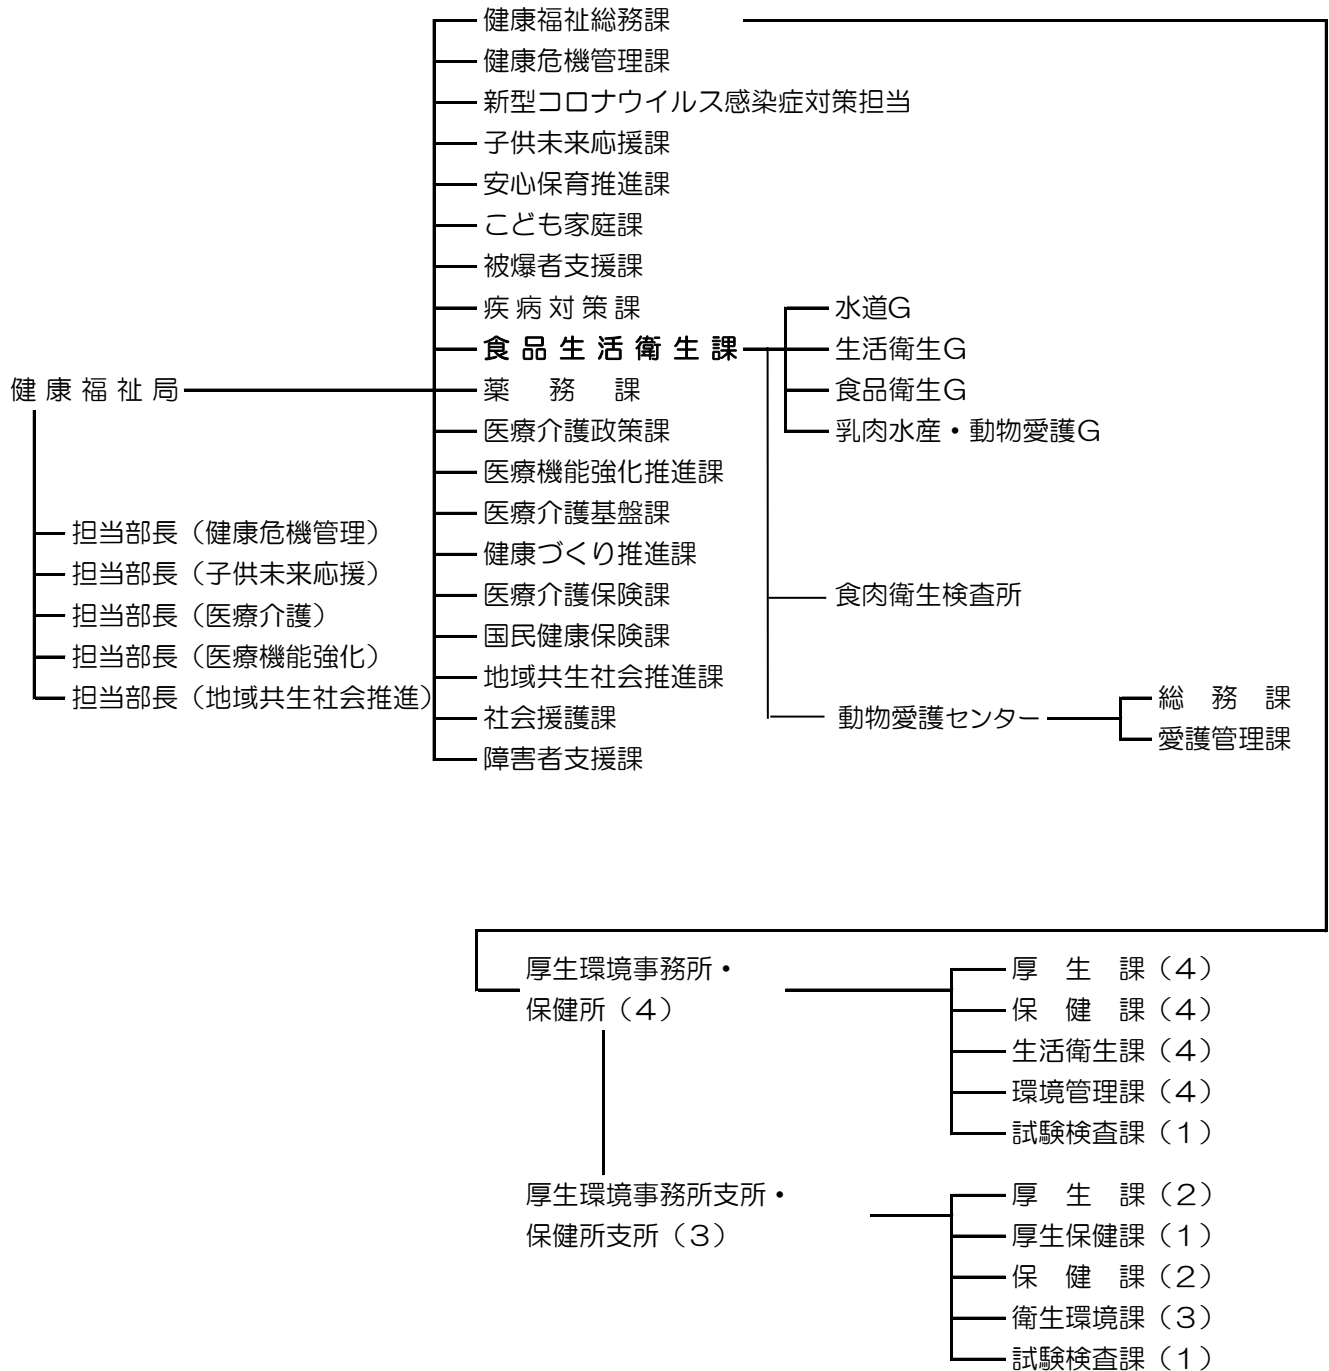 健康福祉総務課
健康危機管理課
新型コロナウイルス感染症対策担当
子供未来応援課
安心保育推進課
こども家庭課
被爆者支援課
疾病対策課
水道G
食品生活衛生課
生活衛生G
健康福祉局
薬　務　課
食品衛生G
医療介護政策課
乳肉水産・動物愛護G
医療機能強化推進課
医療介護基盤課
担当部長（健康危機管理）
健康づくり推進課
担当部長（子供未来応援）
医療介護保険課
食肉衛生検査所
担当部長（医療介護）
国民健康保険課
担当部長（医療機能強化）
地域共生社会推進課
担当部長（地域共生社会推進）
社会援護課
動物愛護センター
総　務　課
障害者支援課
愛護管理課
厚生環境事務所・
保健所（4）
厚　生　課（4）
保　健　課（4）
生活衛生課（4）
環境管理課（4）
試験検査課（1）
厚生環境事務所支所・
保健所支所（3）
厚　生　課（2）
厚生保健課（1）
保　健　課（2）
衛生環境課（3）
試験検査課（1）